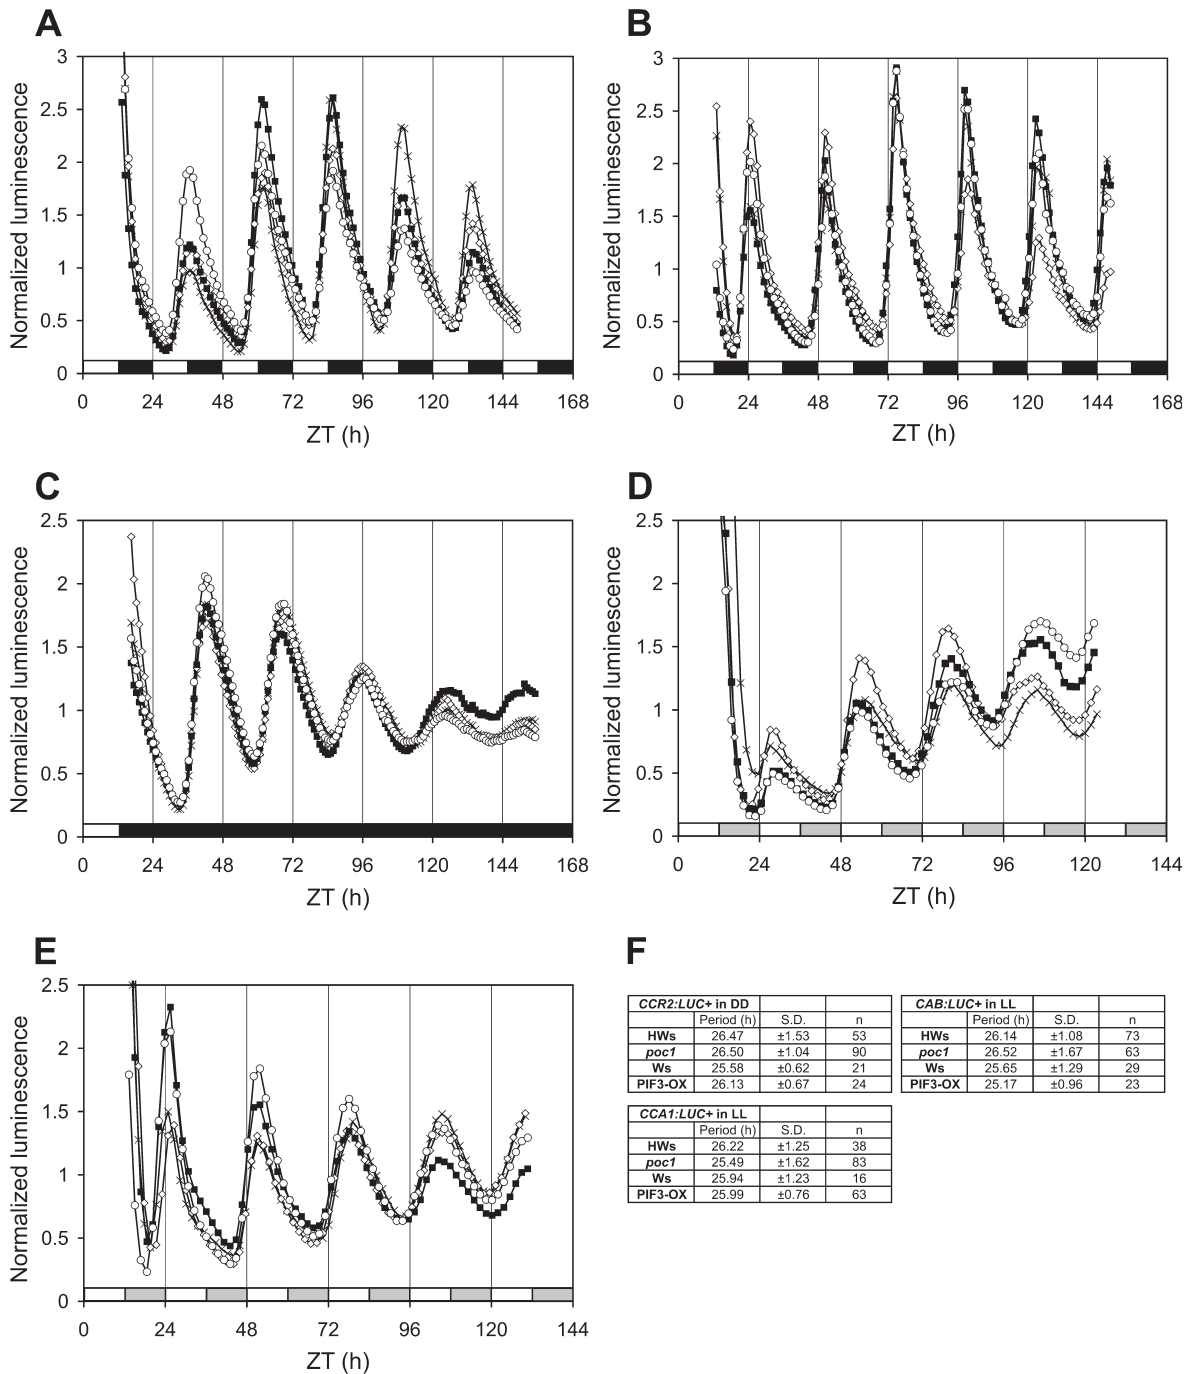 A
Normalized luminescence
3
2.5
2
1.5
1
0.5
0
0 24 48 72 96 120 144 168
ZT (h)
B
Normalized luminescence
3
2.5
2
1.5
1
0.5
0
0 24 48 72 96 120 144 168
ZT (h)
C
Normalized luminescence
2.5
2
1.5
1
0.5
0
0 24 48 72 96 120 144 168
ZT (h)
D
Normalized luminescence
2.5
2
1.5
1
0.5
0
0 24 48 72 96 120 144
ZT (h)
E
Normalized luminescence
2.5
2
1.5
1
0.5
0
0 24 48 72 96 120 144
ZT (h)
F
CCR2:LUC+ in DD
Period (h) S.D. n
HWs 26.47 ±1.53 53
poc1 26.50 ±1.04 90
Ws 25.58 ±0.62 21
PIF3-OX 26.13 ±0.67 24
CAB:LUC+ in LL
Period (h) S.D. n
HWs 26.14 ±1.08 73
poc1 26.52 ±1.67 63
Ws 25.65 ±1.29 29
PIF3-OX 25.17 ±0.96 23
CCA1:LUC+ in LL
Period (h) S.D. n
HWs 26.22 ±1.25 38
poc1 25.49 ±1.62 83
Ws 25.94 ±1.23 16
PIF3-OX 25.99 ±0.76 63